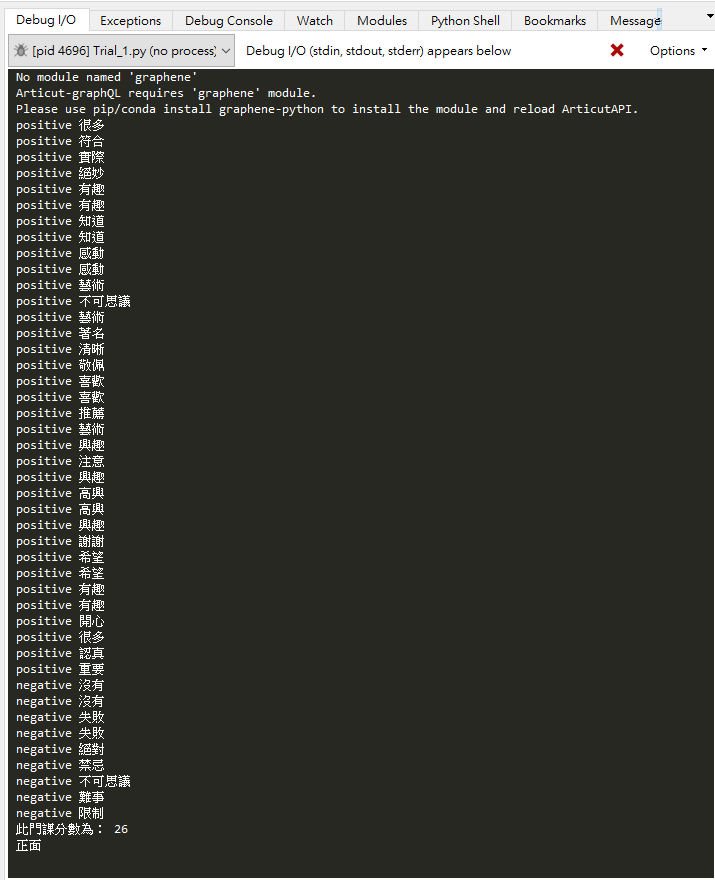 Debug I/O Exceptions Debug Console Watch Modules Python Shell Bookmarks Message
[pid 4696] Trial_1.py (no process) Debug I/O (stdin, stdout, stderr) appears below Options
No module named 'graphene'
Articut-graphQL requires 'graphene' module.
Please use pip/conda install graphene-python to install the module and reload ArticutAPI.
positive 很多
positive 符合
positive 實際
positive 絕妙
positive 有趣
positive 有趣
positive 知道
positive 知道
positive 感動
positive 感動
positive 藝術
positive 不可思議
positive 藝術
positive 著名
positive 清晰
positive 敬佩
positive 喜歡
positive 喜歡
positive 推薦
positive 藝術
positive 興趣
positive 注意
positive 興趣
positive 高興
positive 高興
positive 興趣
positive 謝謝
positive 希望
positive 希望
positive 有趣
positive 有趣
positive 開心
positive 很多
positive 認真
positive 重要
negative 沒有
negative 沒有
negative 失敗
negative 失敗
negative 絕對
negative 禁忌
negative 不可思議
negative 難事
negative 限制
此門課分數為： 26
正面